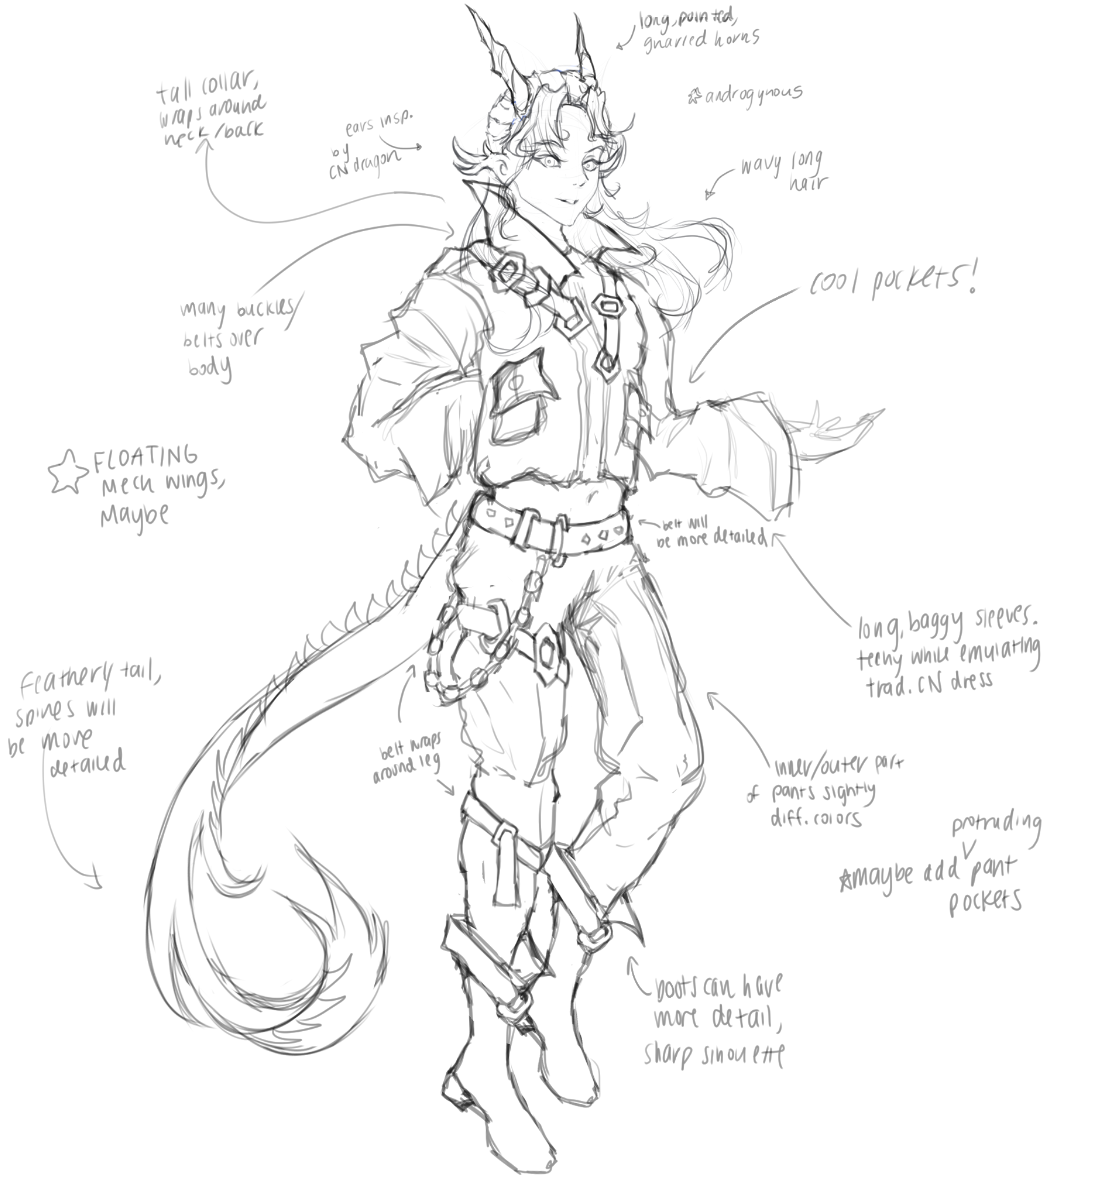 long, pointed,
gnarled horns
tall collar,
wraps around
neck/back
androgynous
ears insp.
by
CN dragon
wavy long
hair
cool pockets!
many buckles/
belts over
body
FLOATING
mech wings,
maybe
belt will
be more detailed
long, baggy sleeves.
techy while emulating
trad. CN dress
feathery tail,
spines will
be more
detailed
belt wraps
around leg
inner/outer part
of pants slightly
diff. colors
protruding
maybe add pant
pockets
boots can have
more detail,
sharp silouette